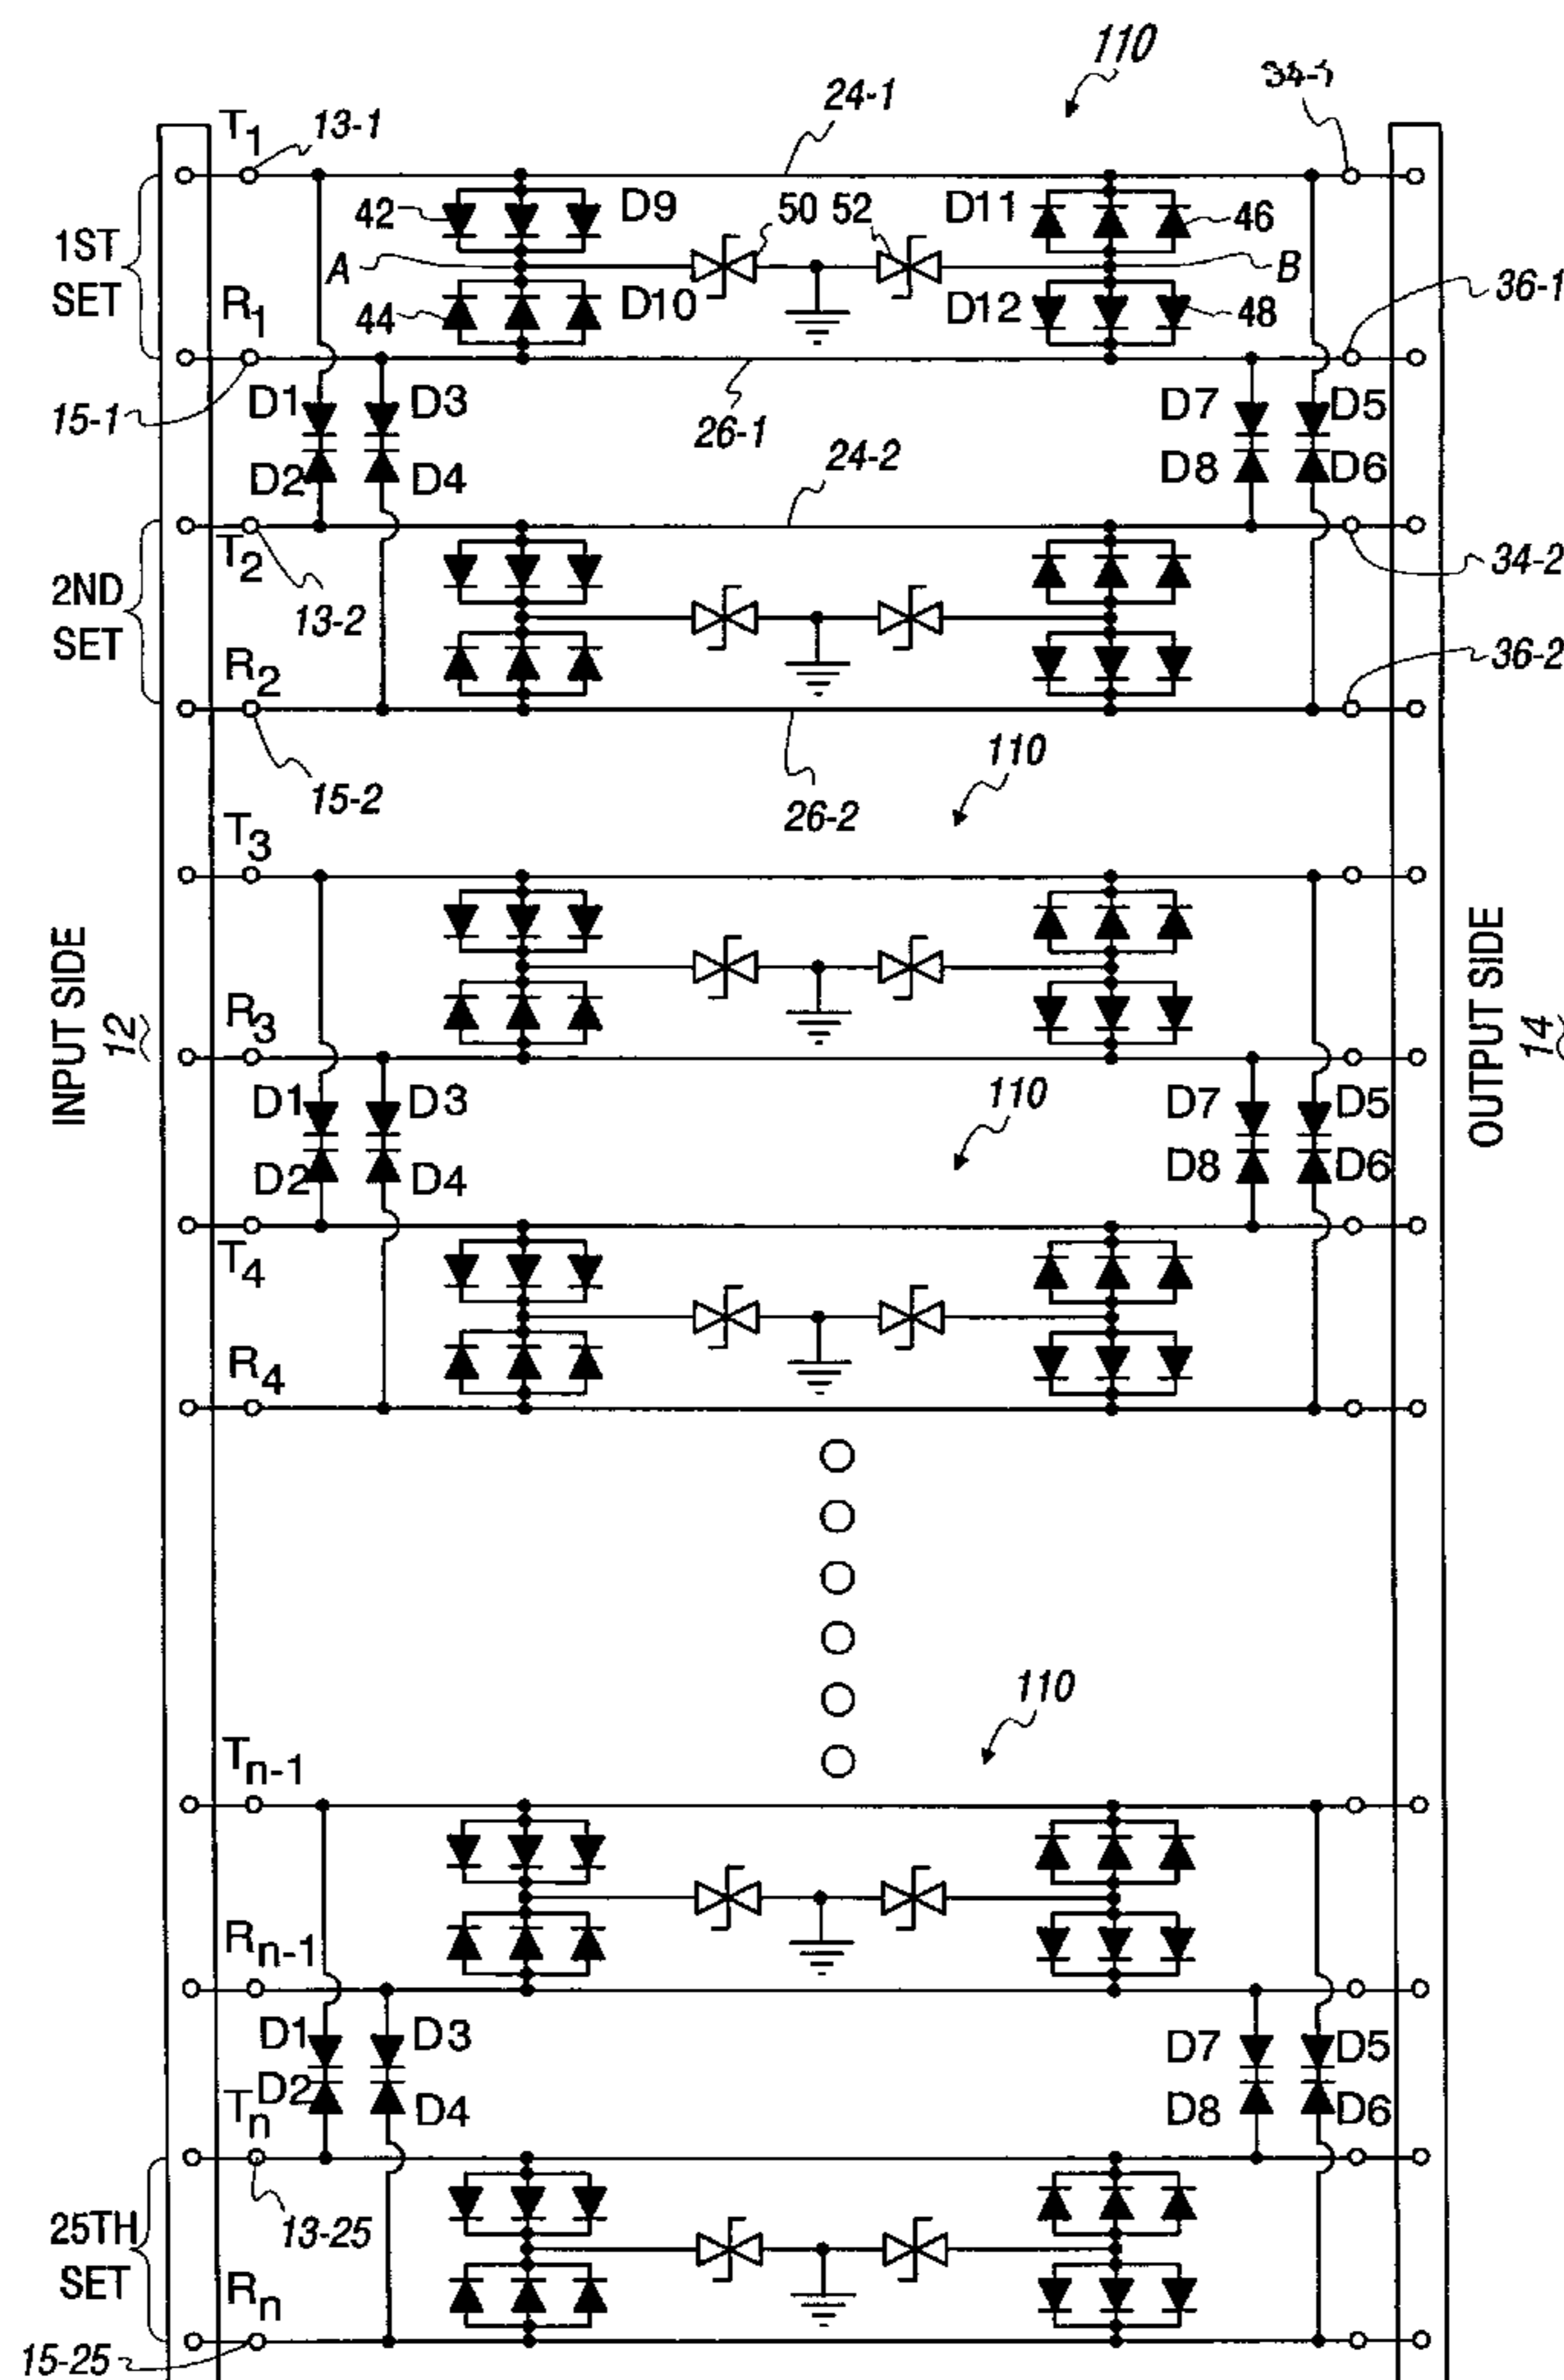 110
34-1
T1 13-1 24-1
42 D9 50 52 D11 46
1ST SET
A B
R1 44 D10 D12 48 36-1
15-1 D1 D3 26-1 D7 D5
D2 D4 24-2 D8 D6
T2 34-2
2ND SET
13-2
R2 36-2
15-2 110
26-2
T3
INPUT SIDE 12
OUTPUT SIDE 14
R3
D1 D3 110 D7 D5
D2 D4 D8 D6
T4
R4
110
Tn-1
Rn-1
D1 D3 D7 D5
D2 D4 D8 D6
Tn
25TH SET
13-25
Rn
15-25